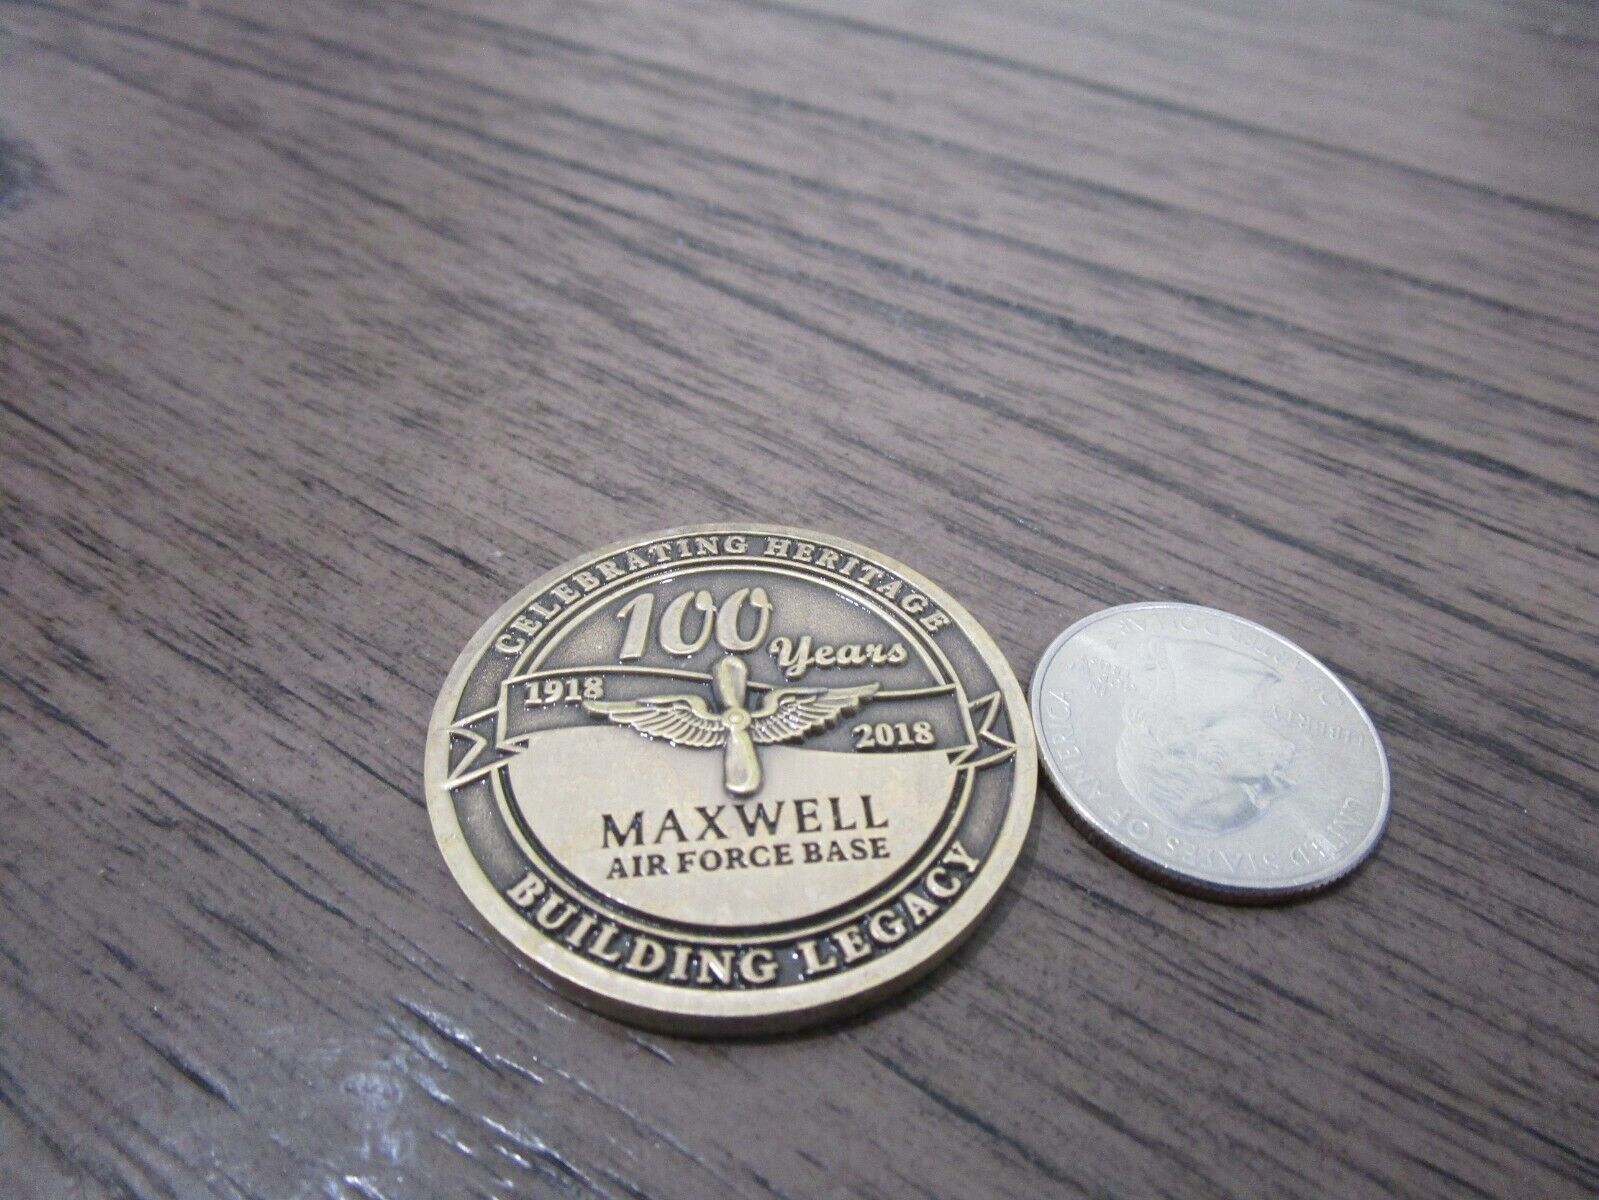 CELEBRATING HERITAGE
100 Years
1918
2018
MAXWELL
AIR FORCE BASE
BUILDING LEGACY
UNITED STATES OF AMERICA
LIBERTY